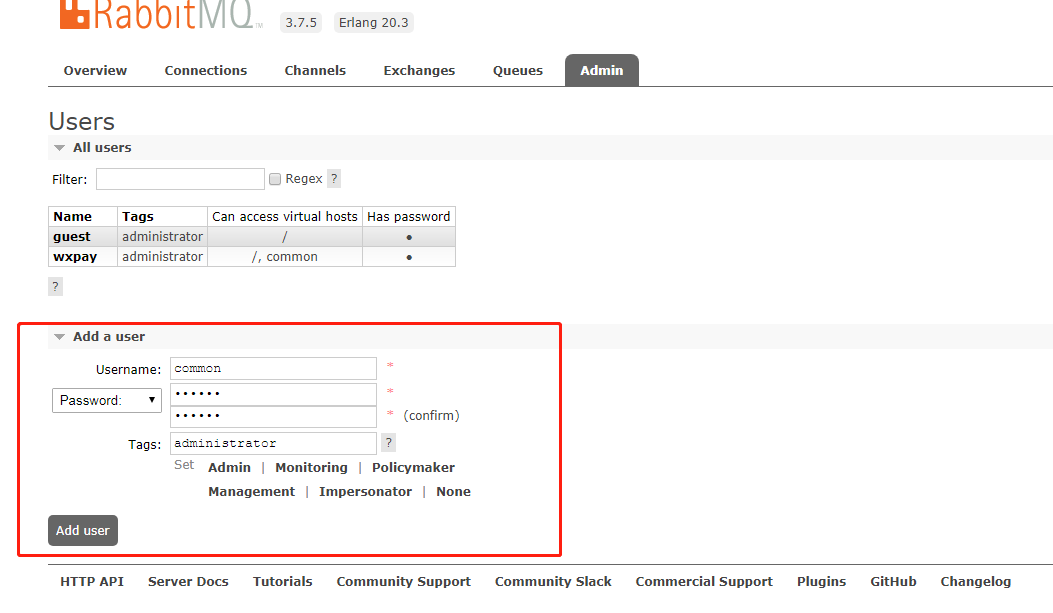 RabbitMQ TM 3.7.5 Erlang 20.3
Overview Connections Channels Exchanges Queues Admin
Users
All users
Filter: Regex ?
Name Tags Can access virtual hosts Has password
guest administrator / •
wxpay administrator /, common •
?
Add a user
Username: common *
Password: •••••• *
•••••• * (confirm)
Tags: administrator ?
Set Admin | Monitoring | Policymaker
Management | Impersonator | None
Add user
HTTP API Server Docs Tutorials Community Support Community Slack Commercial Support Plugins GitHub Changelog